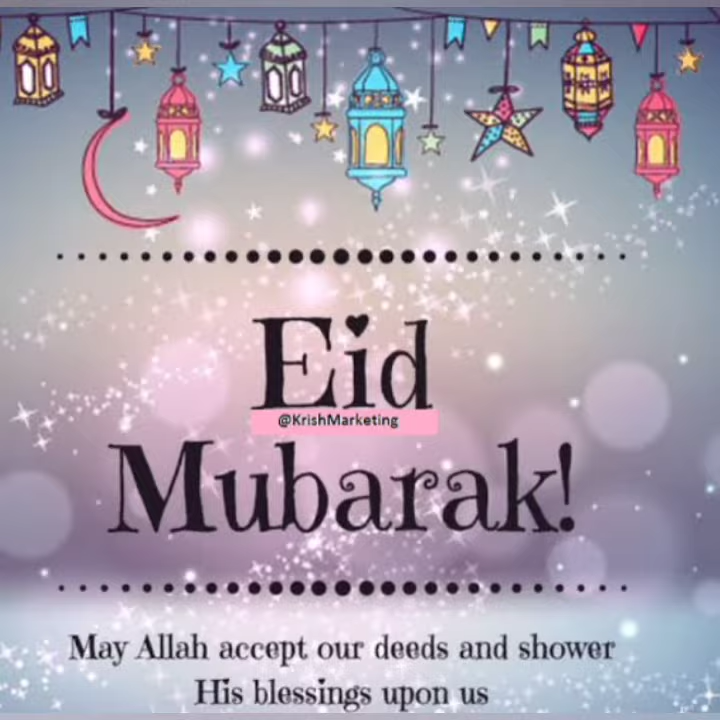 Eid
@KrishMarketing
Mubarak!
May Allah accept our deeds and shower
His blessings upon us